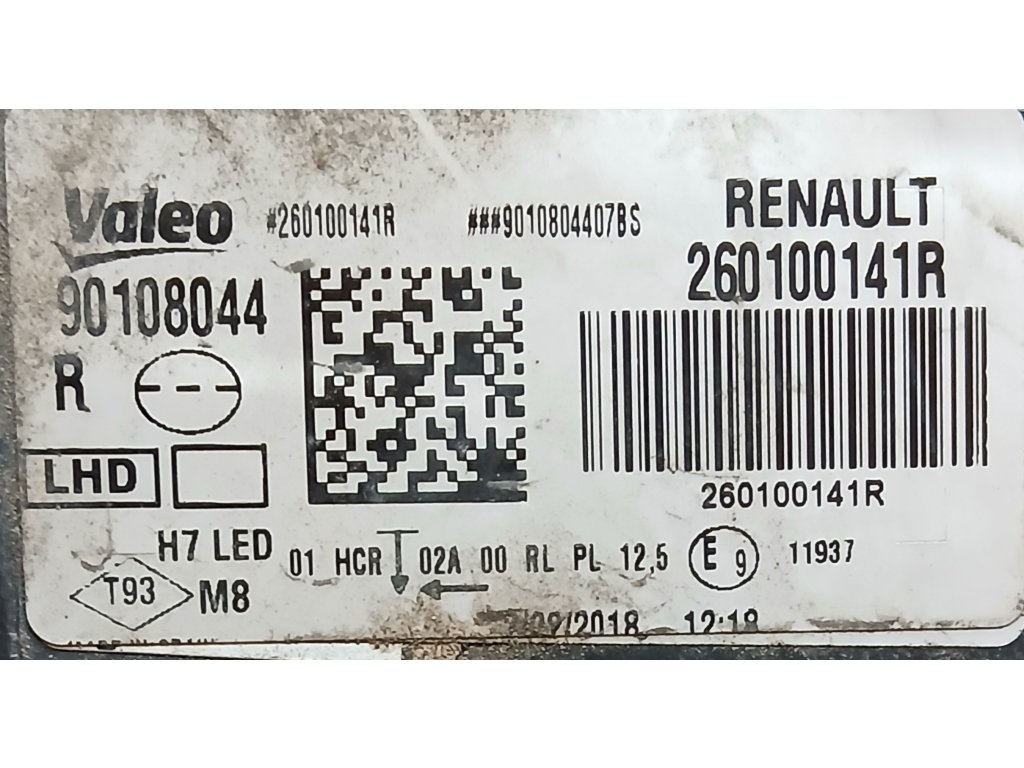 Valeo #260100141R ###9010804407BS RENAULT
90108044 260100141R
R
LHD
260100141R
H7 LED 01 HCR 02A 00 RL PL 12,5 E 9 11937
T93 M8
/2018 12:18